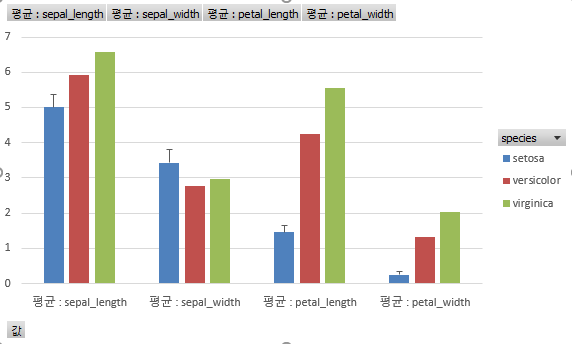 평균 : sepal_length 평균 : sepal_width 평균 : petal_length 평균 : petal_width
7
6
5
4
3
2
1
0
species
setosa
versicolor
virginica
평균 : sepal_length 평균 : sepal_width 평균 : petal_length 평균 : petal_width
값